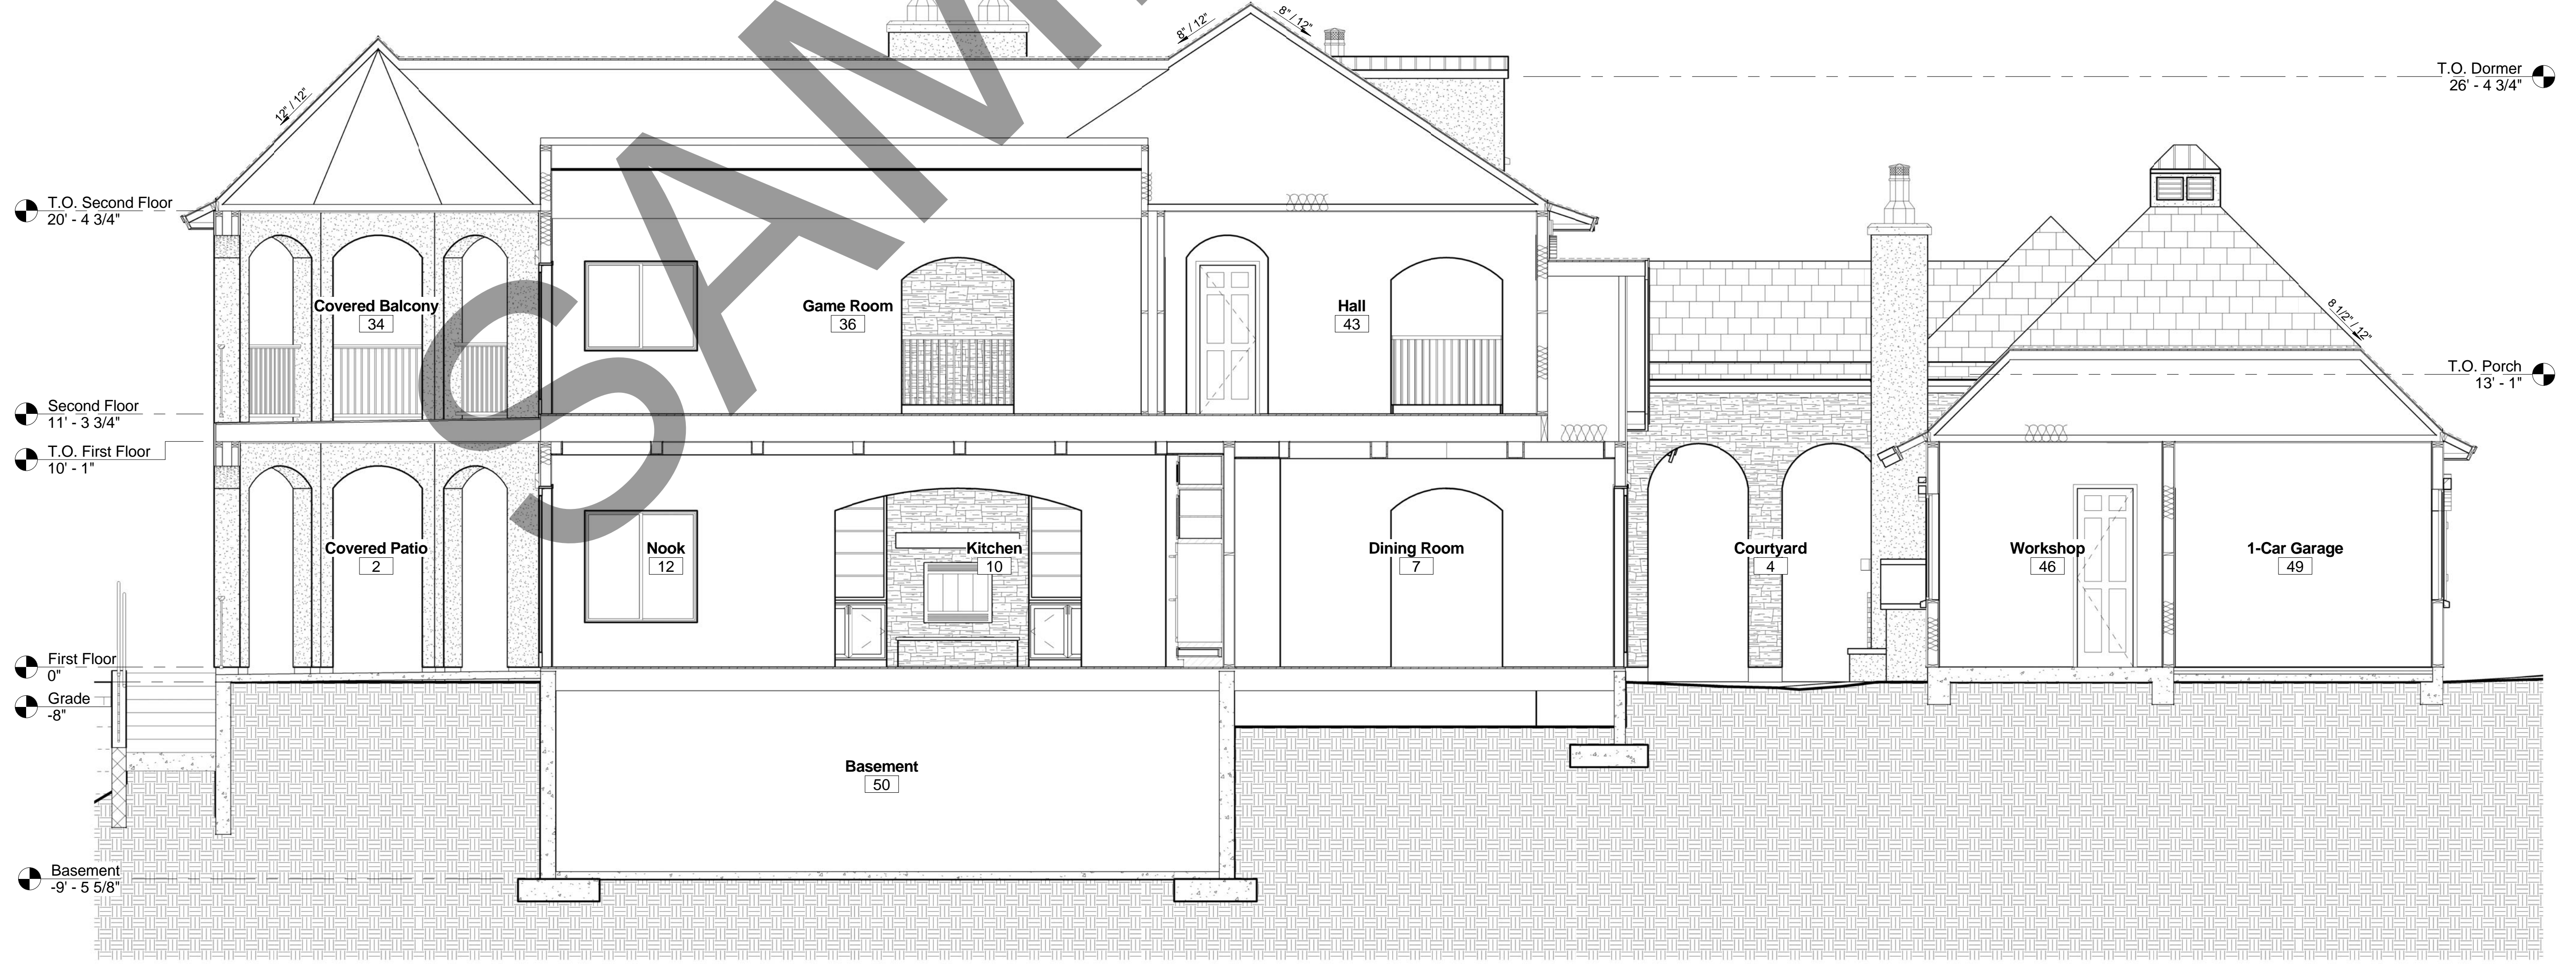 8" / 12"
8" / 12"
12" / 12"
T.O. Dormer
26' - 4 3/4"
T.O. Second Floor
20' - 4 3/4"
Covered Balcony
34
Game Room
36
Hall
43
8 1/2" / 12"
T.O. Porch
13' - 1"
Second Floor
11' - 3 3/4"
T.O. First Floor
10' - 1"
Covered Patio
2
Nook
12
Kitchen
10
Dining Room
7
Courtyard
4
Workshop
46
1-Car Garage
49
First Floor
0"
Grade
-8"
Basement
50
Basement
-9' - 5 5/8"